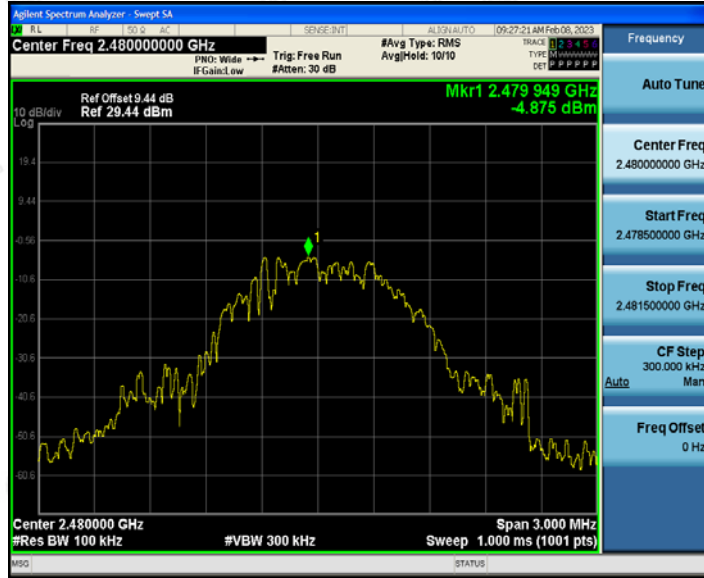 Agilent Spectrum Analyzer - Swept SA
RL RF 50 Ω AC SENSE:INT ALIGN AUTO 09:27:21 AM Feb 08, 2023
Center Freq 2.480000000 GHz
PNO: Wide
IFGain:Low
Trig: Free Run
#Atten: 30 dB
#Avg Type: RMS
Avg|Hold: 10/10
TRACE 1 2 3 4 5 6
TYPE M W W W W W
DET P P P P P P
Ref Offset 9.44 dB
10 dB/div Ref 29.44 dBm
Log
Mkr1 2.479 949 GHz
-4.875 dBm
19.4
9.44
-0.56
-10.6
-20.6
-30.6
-40.6
-50.6
-60.6
1
Center 2.480000 GHz Span 3.000 MHz
#Res BW 100 kHz #VBW 300 kHz Sweep 1.000 ms (1001 pts)
MSG STATUS
Frequency
Auto Tune
Center Freq
2.480000000 GHz
Start Freq
2.478500000 GHz
Stop Freq
2.481500000 GHz
CF Step
300.000 kHz
Auto Man
Freq Offset
0 Hz